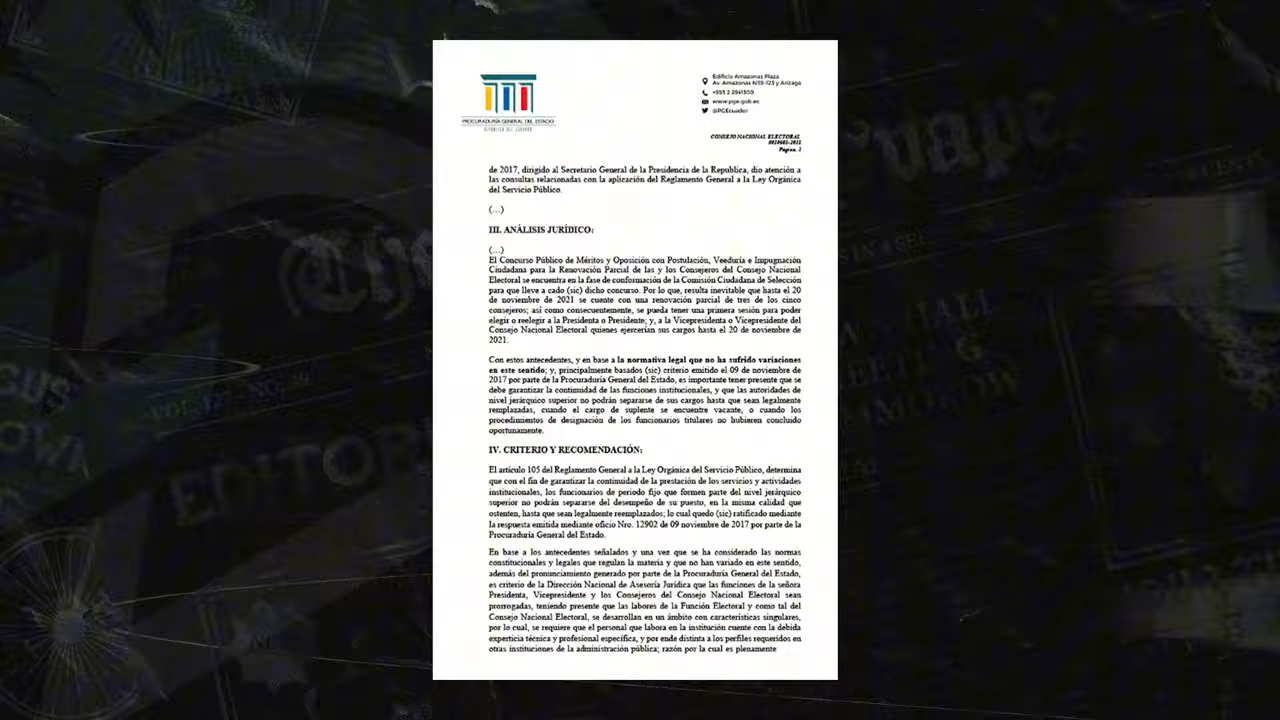 PROCURADURÍA GENERAL DEL ESTADO
REPÚBLICA DEL ECUADOR
Edificio Amazonas Plaza
Av. Amazonas N39-123 y Arízaga
+593 2 2941300
www.pge.gob.ec
@PGEcuador
CONSEJO NACIONAL ELECTORAL
Página. 2
de 2017, dirigido al Secretario General de la Presidencia de la Republica, dio atención a
las consultas relacionadas con la aplicación del Reglamento General a la Ley Orgánica
del Servicio Público.
(...)
III. ANÁLISIS JURÍDICO:
(...)
El Concurso Público de Méritos y Oposición con Postulación, Veeduría e Impugnación
Ciudadana para la Renovación Parcial de las y los Consejeros del Consejo Nacional
Electoral se encuentra en la fase de conformación de la Comisión Ciudadana de Selección
para que lleve a cado (sic) dicho concurso. Por lo que, resulta inevitable que hasta el 20
de noviembre de 2021 se cuente con una renovación parcial de tres de los cinco
consejeros; así como consecuentemente, se pueda tener una primera sesión para poder
elegir o reelegir a la Presidenta o Presidente; y, a la Vicepresidenta o Vicepresidente del
Consejo Nacional Electoral quienes ejercerían sus cargos hasta el 20 de noviembre de
2021.
Con estos antecedentes, y en base a la normativa legal que no ha sufrido variaciones
en este sentido; y, principalmente basados (sic) criterio emitido el 09 de noviembre de
2017 por parte de la Procuraduría General del Estado, es importante tener presente que se
debe garantizar la continuidad de las funciones institucionales, y que las autoridades de
nivel jerárquico superior no podrán separarse de sus cargos hasta que sean legalmente
remplazadas, cuando el cargo de suplente se encuentre vacante, o cuando los
procedimientos de designación de los funcionarios titulares no hubieren concluido
oportunamente.
IV. CRITERIO Y RECOMENDACIÓN:
El artículo 105 del Reglamento General a la Ley Orgánica del Servicio Público, determina
que con el fin de garantizar la continuidad de la prestación de los servicios y actividades
institucionales, los funcionarios de periodo fijo que formen parte del nivel jerárquico
superior no podrán separarse del desempeño de su puesto, en la misma calidad que
ostenten, hasta que sean legalmente reemplazados; lo cual quedo (sic) ratificado mediante
la respuesta emitida mediante oficio Nro. 12902 de 09 noviembre de 2017 por parte de la
Procuraduría General del Estado.
En base a los antecedentes señalados y una vez que se ha considerado las normas
constitucionales y legales que regulan la materia y que no han variado en este sentido,
además del pronunciamiento generado por parte de la Procuraduría General del Estado,
es criterio de la Dirección Nacional de Asesoría Jurídica que las funciones de la señora
Presidenta, Vicepresidente y los Consejeros del Consejo Nacional Electoral sean
prorrogadas, teniendo presente que las labores de la Función Electoral y como tal del
Consejo Nacional Electoral, se desarrollan en un ámbito con características singulares,
por lo cual, se requiere que el personal que labora en la institución cuente con la debida
experticia técnica y profesional específica, y por ende distinta a los perfiles requeridos en
otras instituciones de la administración pública; razón por la cual es plenamente